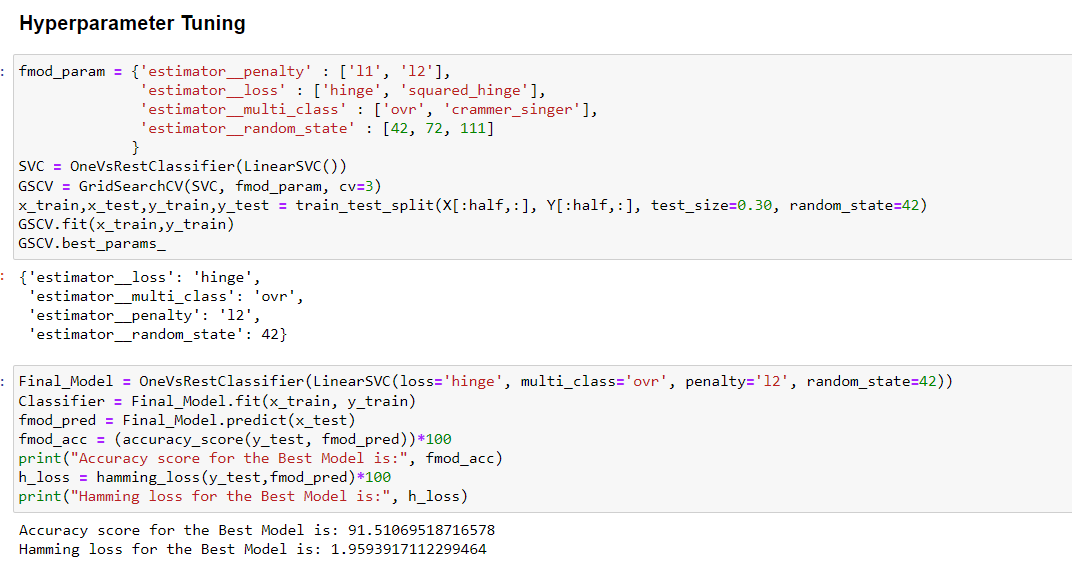 Hyperparameter Tuning
: fmod_param = {'estimator__penalty' : ['l1', 'l2'],
'estimator__loss' : ['hinge', 'squared_hinge'],
'estimator__multi_class' : ['ovr', 'crammer_singer'],
'estimator__random_state' : [42, 72, 111]
}
SVC = OneVsRestClassifier(LinearSVC())
GSCV = GridSearchCV(SVC, fmod_param, cv=3)
x_train,x_test,y_train,y_test = train_test_split(X[:half,:], Y[:half,:], test_size=0.30, random_state=42)
GSCV.fit(x_train,y_train)
GSCV.best_params_
: {'estimator__loss': 'hinge',
'estimator__multi_class': 'ovr',
'estimator__penalty': 'l2',
'estimator__random_state': 42}
: Final_Model = OneVsRestClassifier(LinearSVC(loss='hinge', multi_class='ovr', penalty='l2', random_state=42))
Classifier = Final_Model.fit(x_train, y_train)
fmod_pred = Final_Model.predict(x_test)
fmod_acc = (accuracy_score(y_test, fmod_pred))*100
print("Accuracy score for the Best Model is:", fmod_acc)
h_loss = hamming_loss(y_test,fmod_pred)*100
print("Hamming loss for the Best Model is:", h_loss)
Accuracy score for the Best Model is: 91.51069518716578
Hamming loss for the Best Model is: 1.9593917112299464